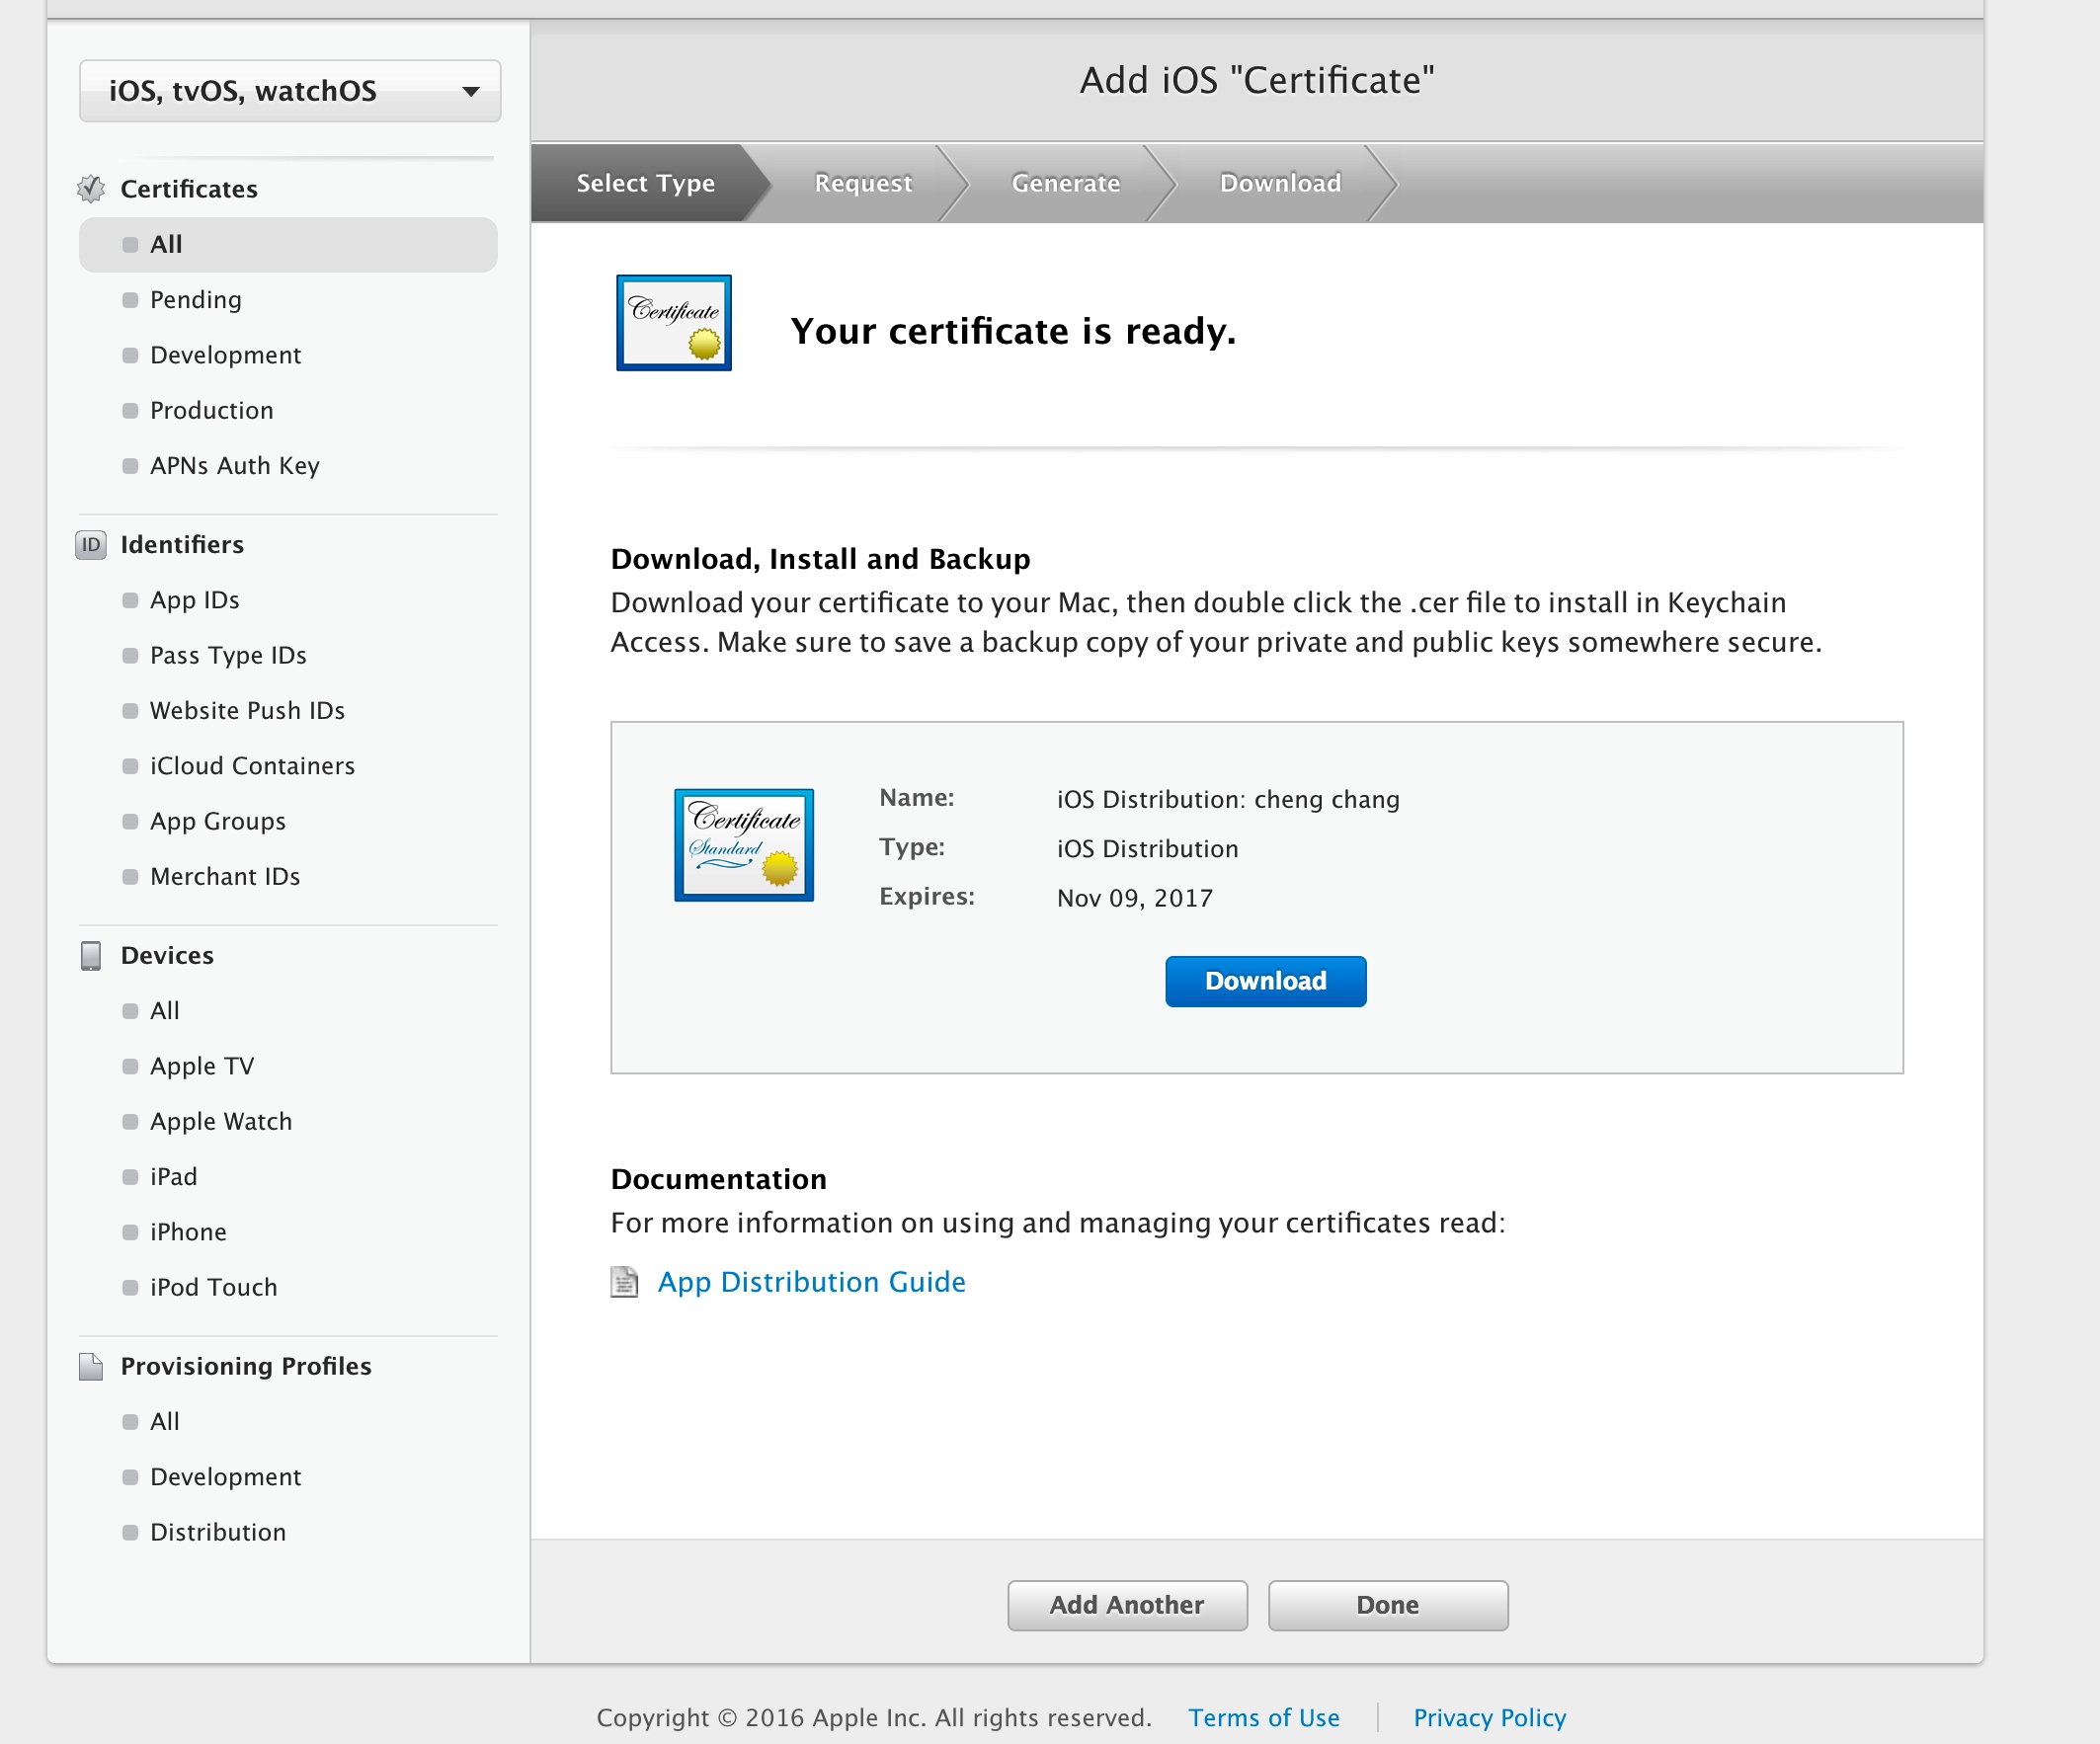 iOS, tvOS, watchOS
Certificates
All
Pending
Development
Production
APNs Auth Key
ID Identifiers
App IDs
Pass Type IDs
Website Push IDs
iCloud Containers
App Groups
Merchant IDs
Devices
All
Apple TV
Apple Watch
iPad
iPhone
iPod Touch
Provisioning Profiles
All
Development
Distribution
Add iOS "Certificate"
Select Type
Request
Generate
Download
Certificate
Your certificate is ready.
Download, Install and Backup
Download your certificate to your Mac, then double click the .cer file to install in Keychain
Access. Make sure to save a backup copy of your private and public keys somewhere secure.
Certificate
Standard
Name: iOS Distribution: cheng chang
Type: iOS Distribution
Expires: Nov 09, 2017
Download
Documentation
For more information on using and managing your certificates read:
App Distribution Guide
Add Another
Done
Copyright © 2016 Apple Inc. All rights reserved. Terms of Use Privacy Policy